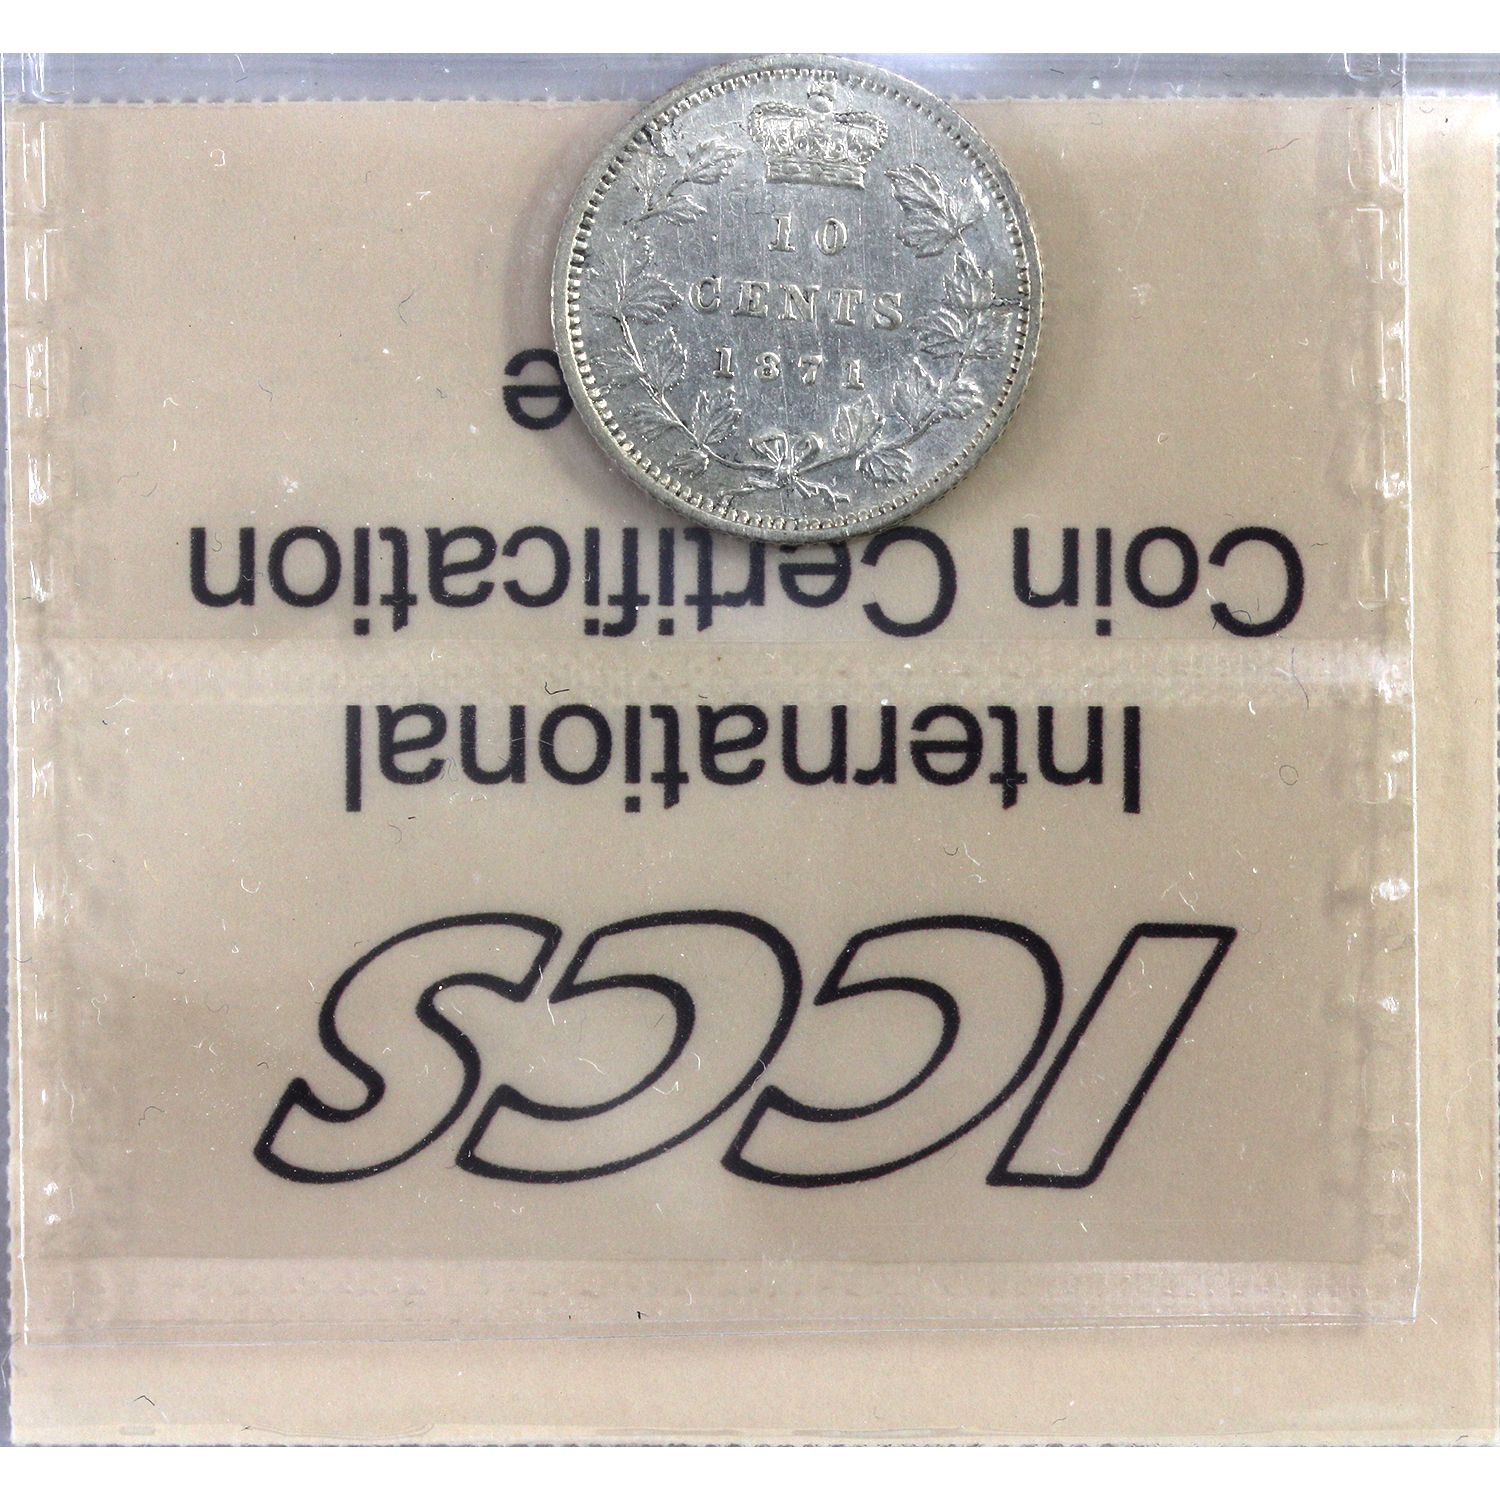 10
CENTS
1871
ICCS
International
Coin Certification
e